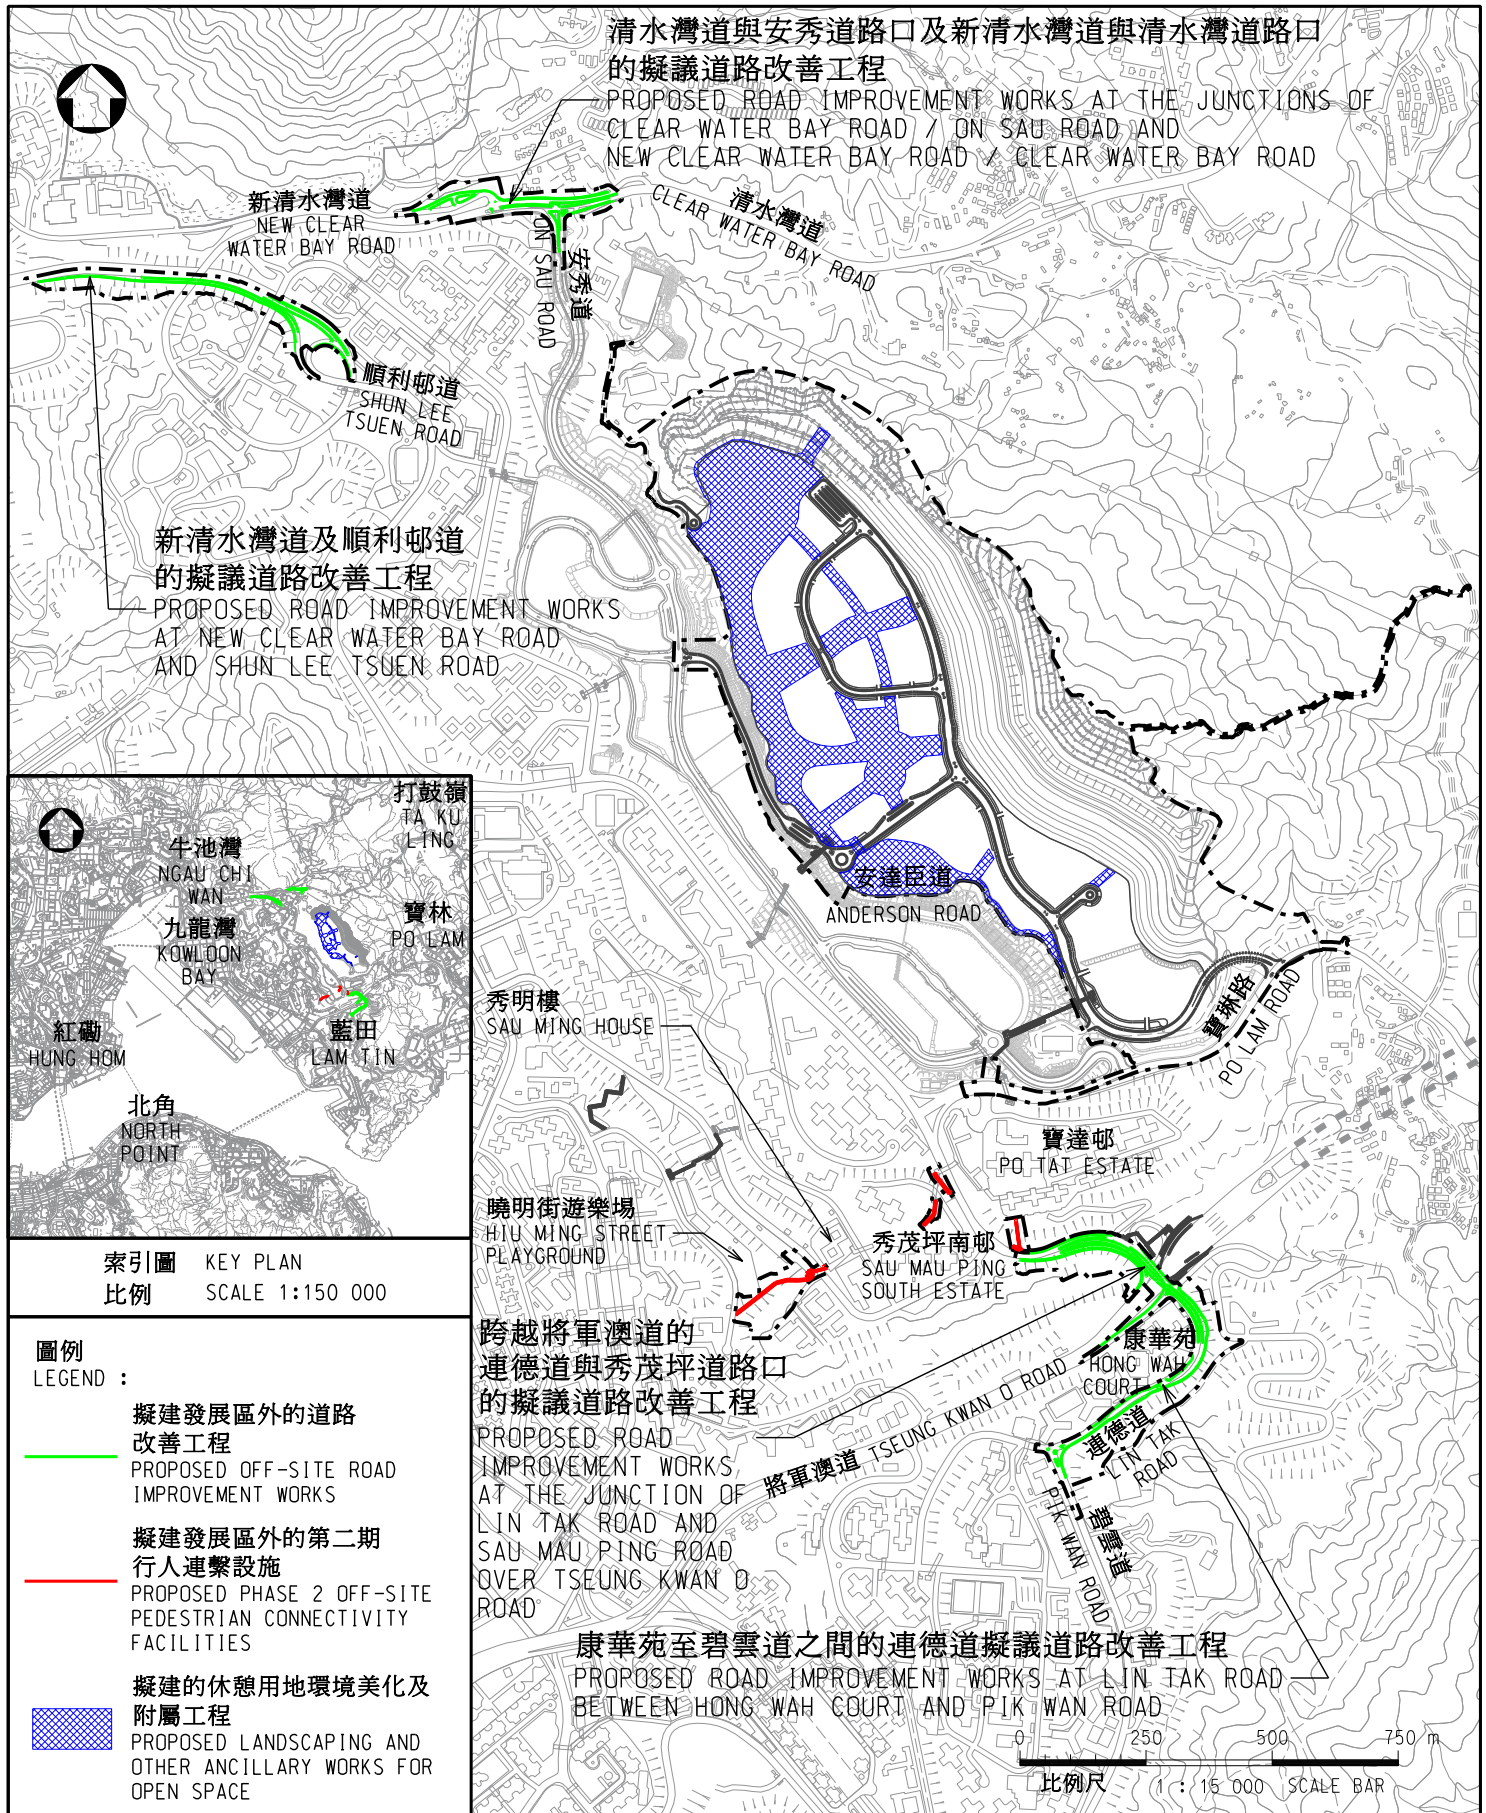 清水灣道與安秀道路口及新清水灣道與清水灣道路口
的擬議道路改善工程
PROPOSED ROAD IMPROVEMENT WORKS AT THE JUNCTIONS OF
CLEAR WATER BAY ROAD / ON SAU ROAD AND
NEW CLEAR WATER BAY ROAD / CLEAR WATER BAY ROAD
新清水灣道
NEW CLEAR
WATER BAY ROAD
清水灣道
CLEAR WATER BAY ROAD
安秀道
ON SAU ROAD
順利邨道
SHUN LEE
TSUEN ROAD
新清水灣道及順利邨道
的擬議道路改善工程
PROPOSED ROAD IMPROVEMENT WORKS
AT NEW CLEAR WATER BAY ROAD
AND SHUN LEE TSUEN ROAD
安達臣道
ANDERSON ROAD
寶琳路
PO LAM ROAD
打鼓嶺
TA KU
LING
牛池灣
NGAU CHI
WAN
寶林
PO LAM
九龍灣
KOWLOON
BAY
紅磡
HUNG HOM
藍田
LAM TIN
北角
NORTH
POINT
索引圖 KEY PLAN
比例 SCALE 1:150 000
秀明樓
SAU MING HOUSE
寶達邨
PO TAT ESTATE
曉明街遊樂場
HIU MING STREET
PLAYGROUND
秀茂坪南邨
SAU MAU PING
SOUTH ESTATE
跨越將軍澳道的
連德道與秀茂坪道路口
的擬議道路改善工程
PROPOSED ROAD
IMPROVEMENT WORKS
AT THE JUNCTION OF
LIN TAK ROAD AND
SAU MAU PING ROAD
OVER TSEUNG KWAN O
ROAD
康華苑
HONG WAH
COURT
將軍澳道 TSEUNG KWAN O ROAD
連德道
LIN TAK
ROAD
碧雲道
PIK WAN ROAD
康華苑至碧雲道之間的連德道擬議道路改善工程
PROPOSED ROAD IMPROVEMENT WORKS AT LIN TAK ROAD
BETWEEN HONG WAH COURT AND PIK WAN ROAD
圖例
LEGEND :
擬建發展區外的道路
改善工程
PROPOSED OFF-SITE ROAD
IMPROVEMENT WORKS
擬建發展區外的第二期
行人連繫設施
PROPOSED PHASE 2 OFF-SITE
PEDESTRIAN CONNECTIVITY
FACILITIES
擬建的休憩用地環境美化及
附屬工程
PROPOSED LANDSCAPING AND
OTHER ANCILLARY WORKS FOR
OPEN SPACE
0 250 500 750 m
比例尺 1 : 15 000 SCALE BAR